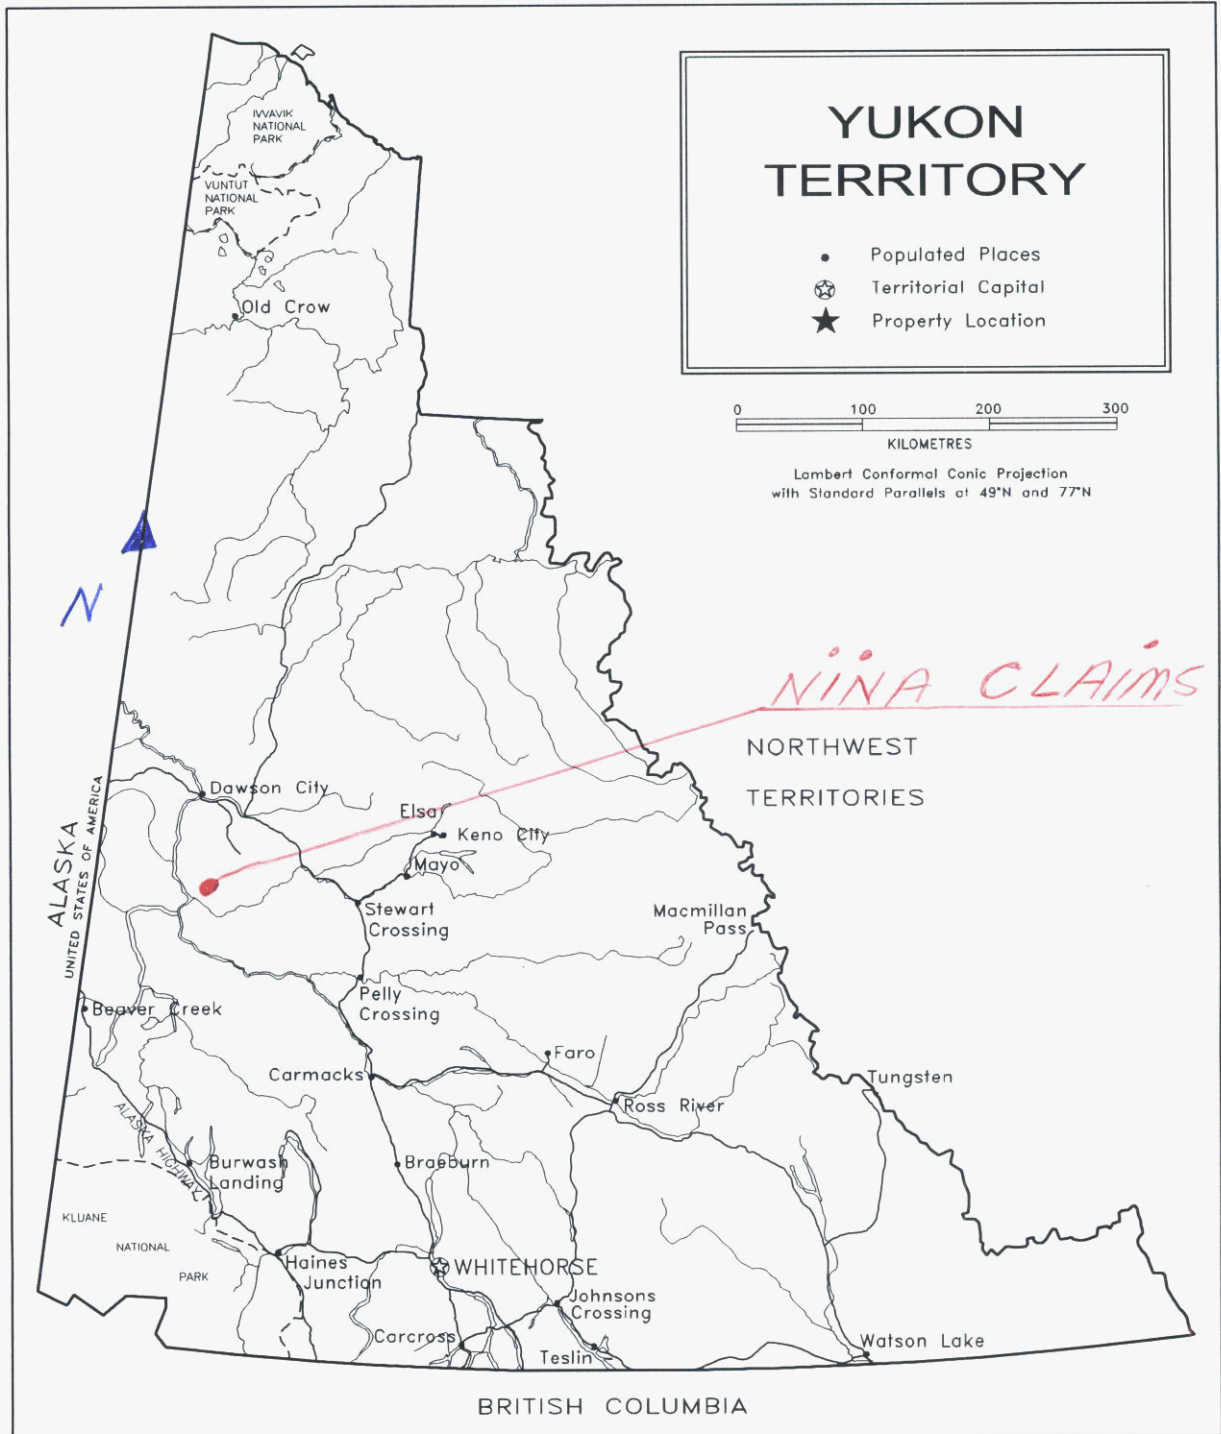 YUKON
TERRITORY
Populated Places
Territorial Capital
Property Location
0 100 200 300
KILOMETRES
Lambert Conformal Conic Projection
with Standard Parallels at 49°N and 77°N
IVVAVIK
NATIONAL
PARK
VUNTUT
NATIONAL
PARK
Old Crow
N
NINA CLAIMS
NORTHWEST
TERRITORIES
Dawson City
Elsa
Keno City
Mayo
ALASKA
UNITED STATES OF AMERICA
Stewart
Crossing
Macmillan
Pass
Pelly
Crossing
Beaver Creek
Faro
Carmacks
Tungsten
Ross River
ALASKA HIGHWAY
Burwash
Landing
Braeburn
KLUANE
NATIONAL
PARK
Haines
Junction
WHITEHORSE
Johnsons
Crossing
Carcross
Teslin
Watson Lake
BRITISH COLUMBIA